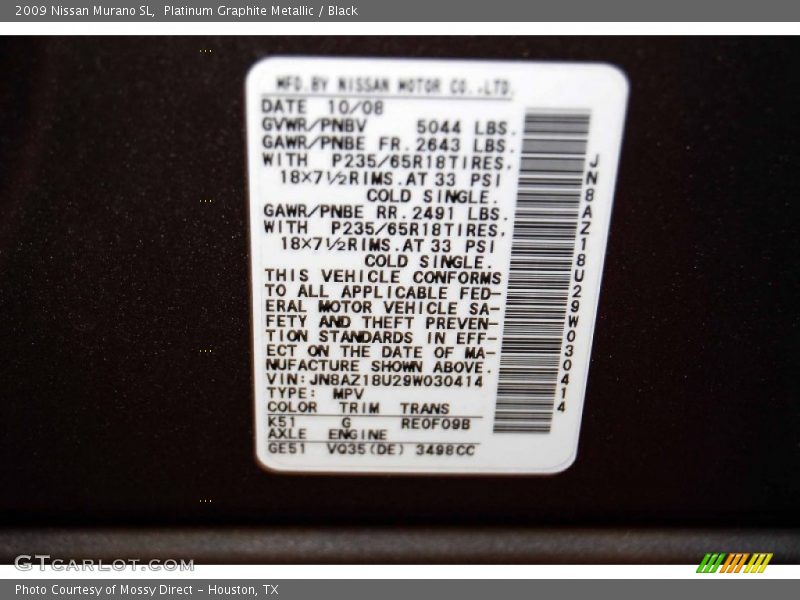 2009 Nissan Murano SL,  Platinum Graphite Metallic / Black
MFD.BY NISSAN MOTOR CO.,LTD.
DATE 10/08
GVWR/PNBV 5044 LBS.
GAWR/PNBE FR.2643 LBS.
WITH P235/65R18TIRES.
18X7½RIMS.AT 33 PSI
COLD SINGLE.
GAWR/PNBE RR.2491 LBS.
WITH P235/65R18TIRES.
18X7½RIMS.AT 33 PSI
COLD SINGLE.
THIS VEHICLE CONFORMS
TO ALL APPLICABLE FED-
ERAL MOTOR VEHICLE SA-
FETY AND THEFT PREVEN-
TION STANDARDS IN EFF-
ECT ON THE DATE OF MA-
NUFACTURE SHOWN ABOVE.
VIN:JN8AZ18U29W030414
TYPE: MPV
COLOR TRIM TRANS
K51 G RE0F09B
AXLE ENGINE
GE51 VQ35(DE) 3498CC
JN8AZ18U29W030414
GTCARLOT.COM
Photo Courtesy of Mossy Direct - Houston, TX